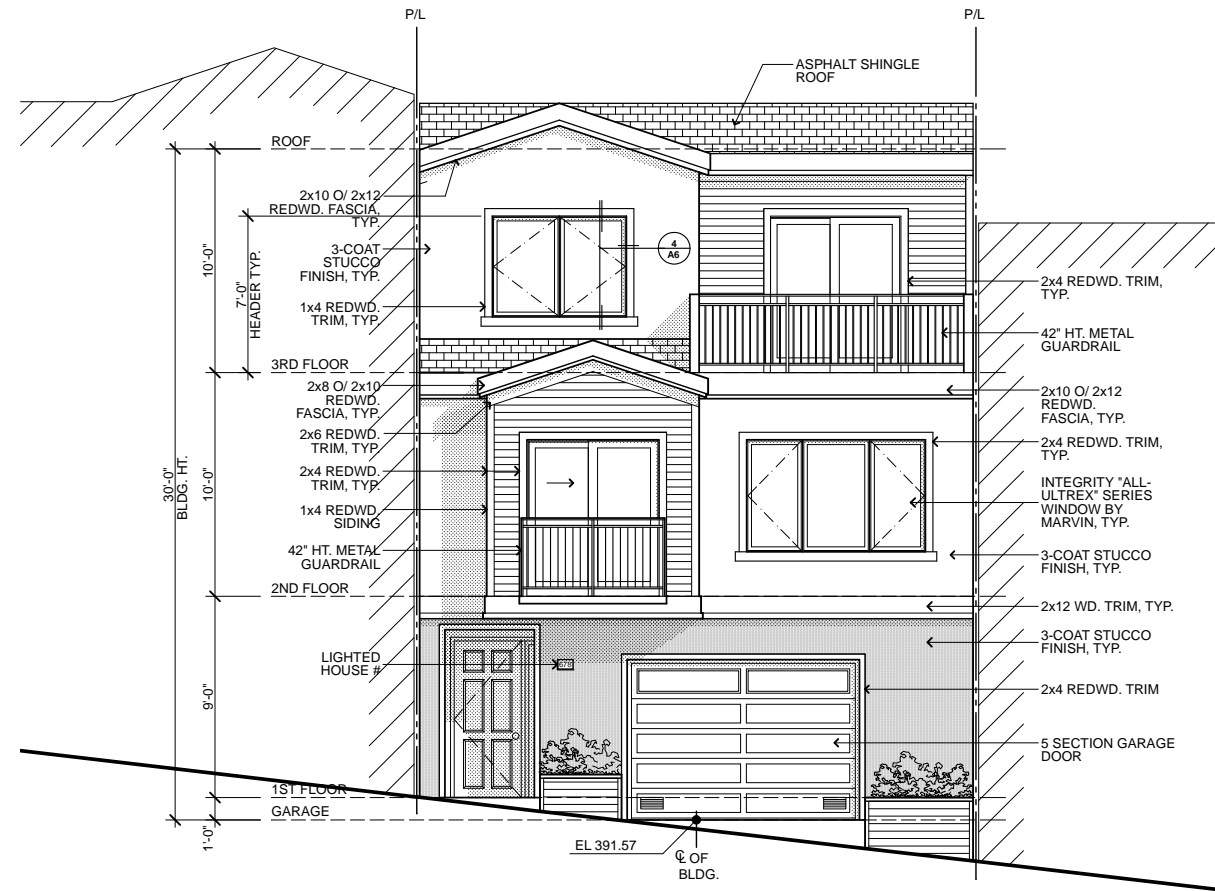 P/L
P/L
ASPHALT SHINGLE
ROOF
ROOF
2x10 O/ 2x12
REDWD. FASCIA,
TYP.
3-COAT
STUCCO
FINISH, TYP.
1x4 REDWD.
TRIM, TYP.
10'-0"
7'-0"
HEADER TYP.
4
A6
2x4 REDWD. TRIM,
TYP.
42" HT. METAL
GUARDRAIL
3RD FLOOR
2x8 O/ 2x10
REDWD.
FASCIA, TYP.
2x6 REDWD.
TRIM, TYP.
2x4 REDWD.
TRIM, TYP.
1x4 REDWD.
SIDING
42" HT. METAL
GUARDRAIL
30'-0"
BLDG. HT.
10'-0"
2x10 O/ 2x12
REDWD.
FASCIA, TYP.
2x4 REDWD. TRIM,
TYP.
INTEGRITY "ALL-
ULTREX" SERIES
WINDOW BY
MARVIN, TYP.
3-COAT STUCCO
FINISH, TYP.
2ND FLOOR
2x12 WD. TRIM, TYP.
3-COAT STUCCO
FINISH, TYP.
LIGHTED
HOUSE #
678
2x4 REDWD. TRIM
9'-0"
5 SECTION GARAGE
DOOR
1ST FLOOR
GARAGE
1'-0"
EL 391.57
℄ OF
BLDG.